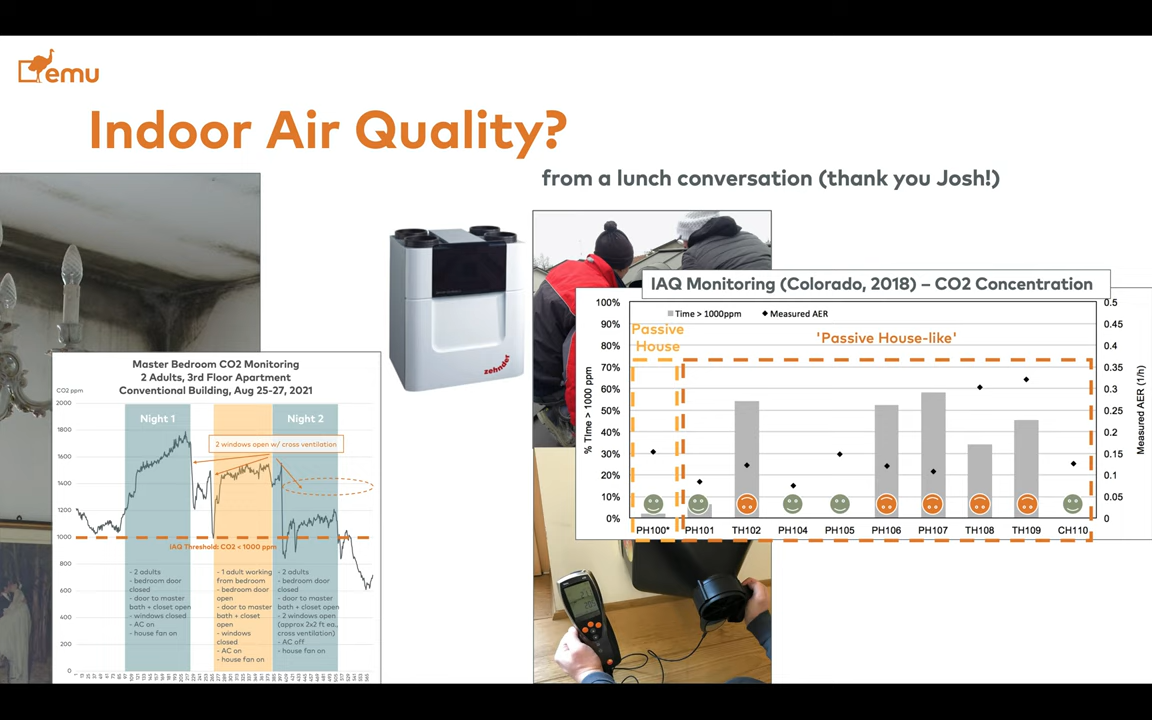 emu
Indoor Air Quality?
from a lunch conversation (thank you Josh!)
zehnder
Master Bedroom CO2 Monitoring
2 Adults, 3rd Floor Apartment
Conventional Building, Aug 25-27, 2021
CO2 ppm
2000
1800
1600
1400
1200
1000
800
600
400
200
0
Night 1
Night 2
2 windows open w/ cross ventilation
IAQ Threshold: CO2 < 1000 ppm
- 2 adults
- bedroom door
closed
- door to master
bath + closet open
- windows closed
- AC on
- house fan on
- 1 adult working
from bedroom
- bedroom door
open
- door to master
bath + closet
open
- windows
closed
- AC on
- house fan on
- 2 adults
- bedroom door
closed
- door to master
bath + closet open
- 2 windows open
(approx 2x2 ft ea.,
cross ventilation)
- AC off
- house fan on
IAQ Monitoring (Colorado, 2018) – CO2 Concentration
Time > 1000ppm
Measured AER
Passive
House
'Passive House-like'
% Time > 1000 ppm
100%
90%
80%
70%
60%
50%
40%
30%
20%
10%
0%
0.5
0.45
0.4
0.35
0.3
0.25
0.2
0.15
0.1
0.05
0
Measured AER (1/h)
PH100* PH101 TH102 PH104 PH105 PH106 PH107 TH108 TH109 CH110